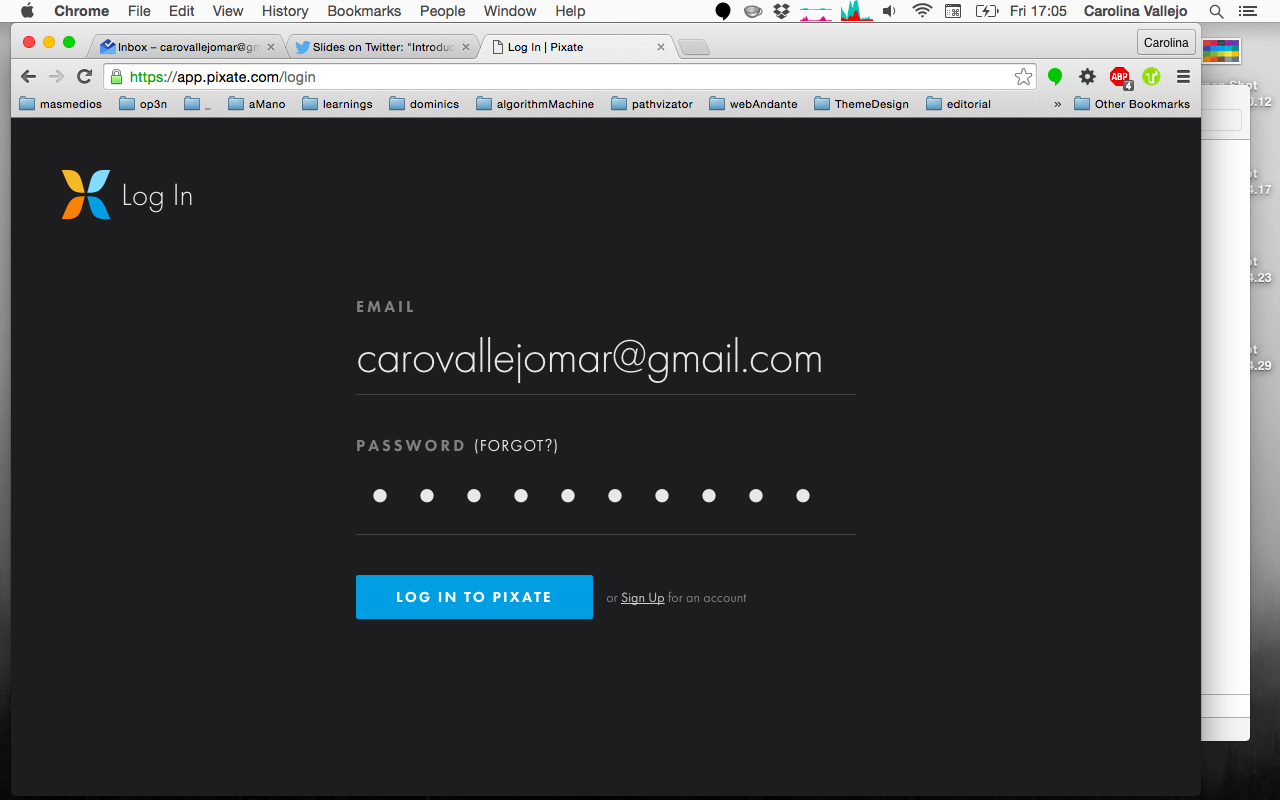 Chrome File Edit View History Bookmarks People Window Help Fri 17:05 Carolina Vallejo
Inbox – carovallejomar@gm Slides on Twitter: "Introduc Log In | Pixate Carolina
https://app.pixate.com/login ABP 4
masmedios op3n _ aMano learnings dominics algorithmMachine pathvizator webAndante ThemeDesign editorial » Other Bookmarks
Log In
EMAIL
carovallejomar@gmail.com
PASSWORD (FORGOT?)
LOG IN TO PIXATE or Sign Up for an account